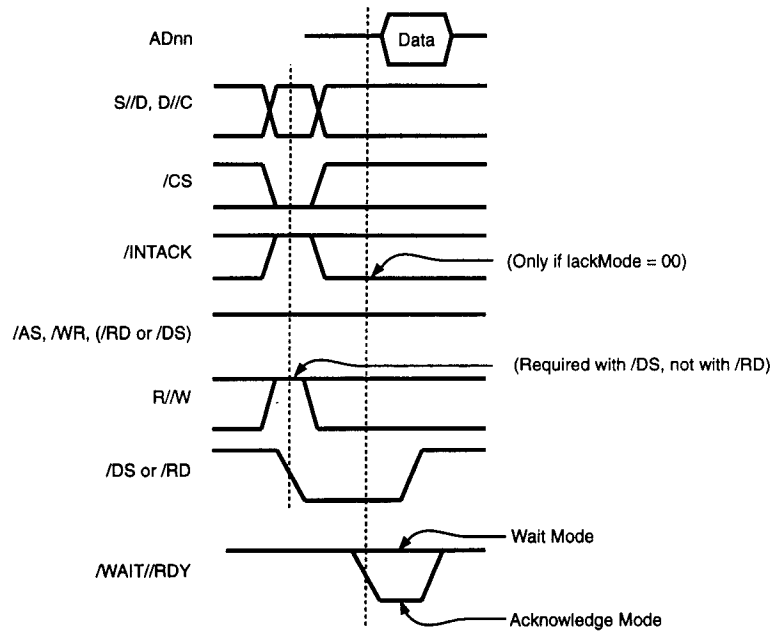 ADnn
Data
S//D, D//C
/CS
/INTACK
(Only if IackMode = 00)
/AS, /WR, (/RD or /DS)
(Required with /DS, not with /RD)
R//W
/DS or /RD
Wait Mode
/WAIT//RDY
Acknowledge Mode